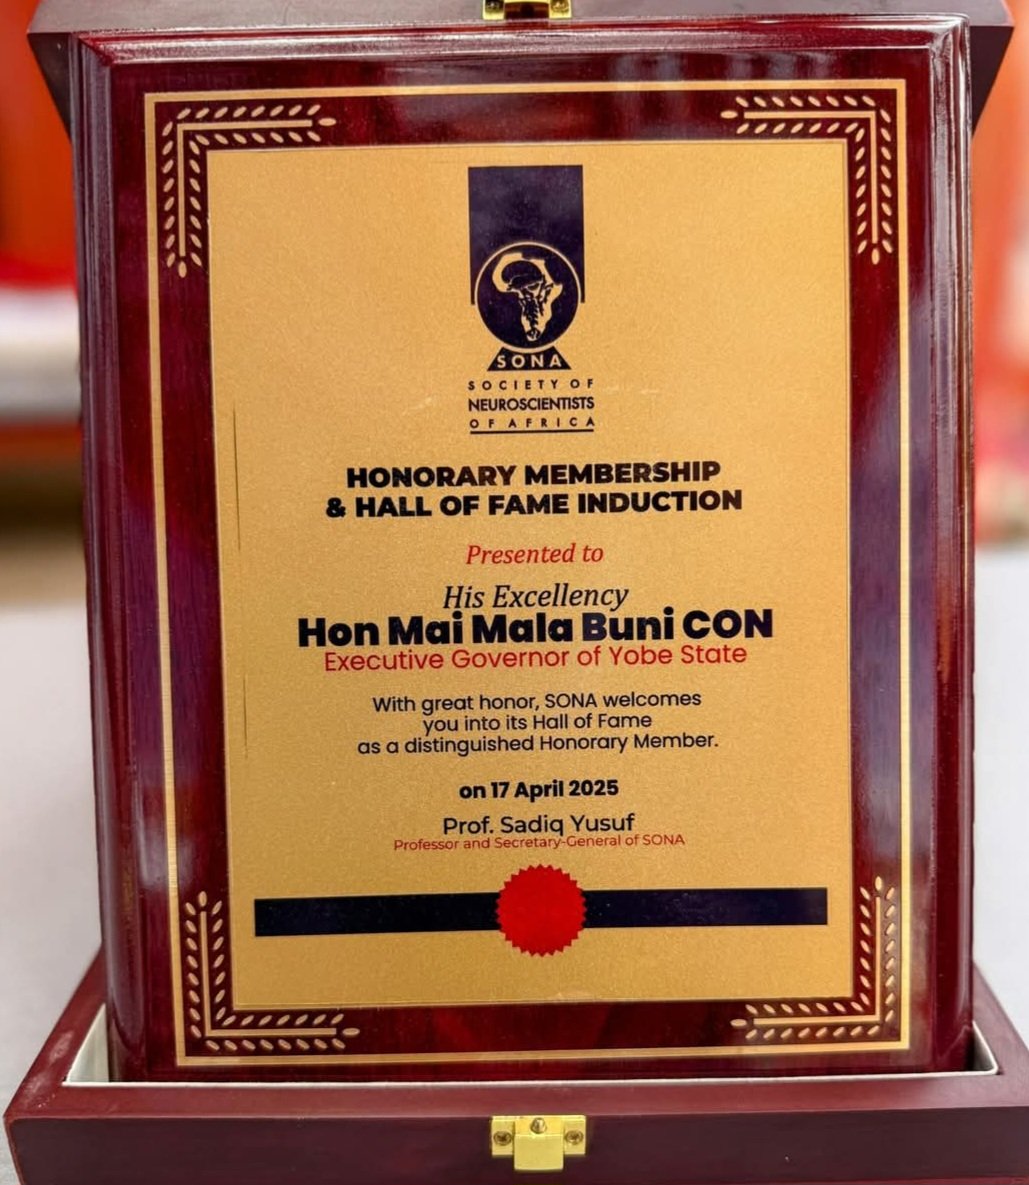 SONA
SOCIETY OF
NEUROSCIENTISTS
OF AFRICA
HONORARY MEMBERSHIP
& HALL OF FAME INDUCTION
Presented to
His Excellency
Hon Mai Mala Buni CON
Executive Governor of Yobe State
With great honor, SONA welcomes
you into its Hall of Fame
as a distinguished Honorary Member.
on 17 April 2025
Prof. Sadiq Yusuf
Professor and Secretary-General of SONA